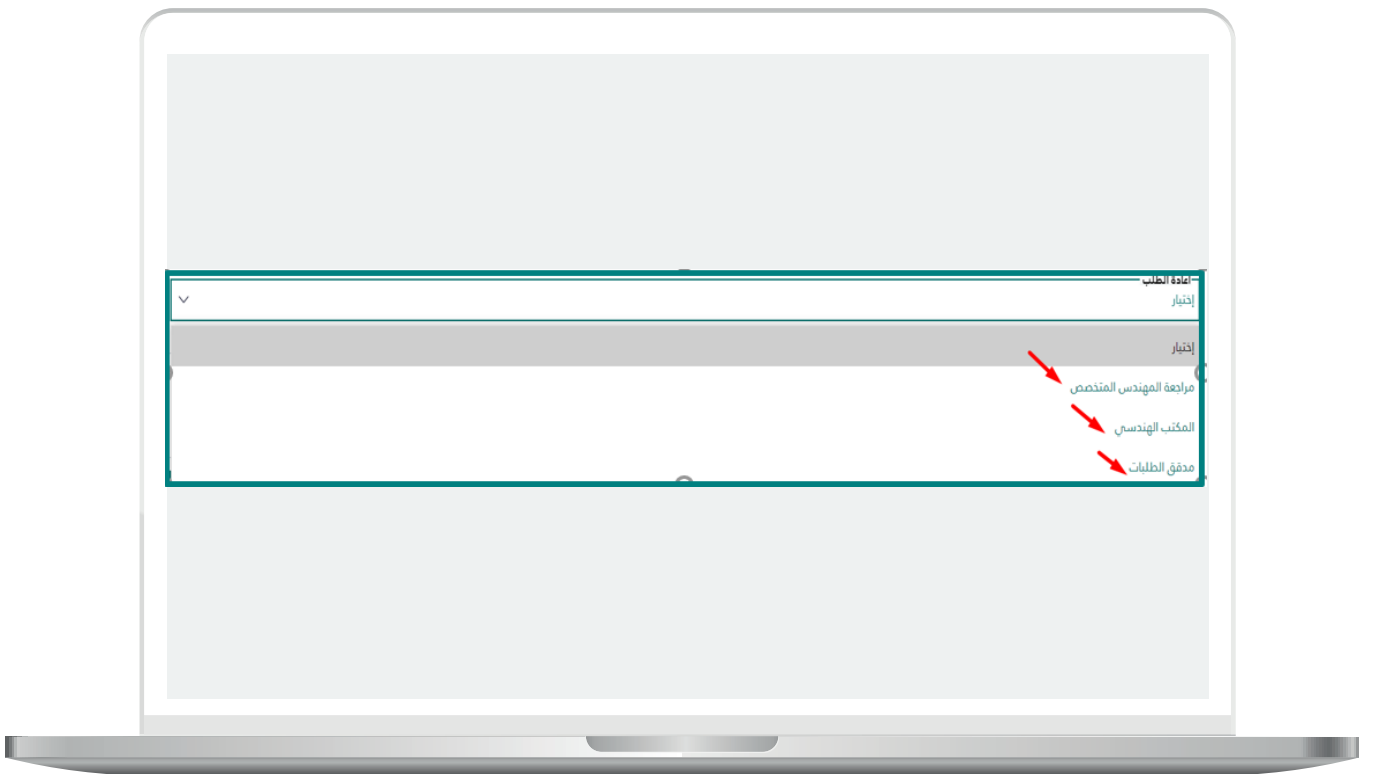 اعادة الطلب
إختيار
إختيار
مراجعة المهندس المتخصص
المكتب الهندسي
مدقق الطلبات